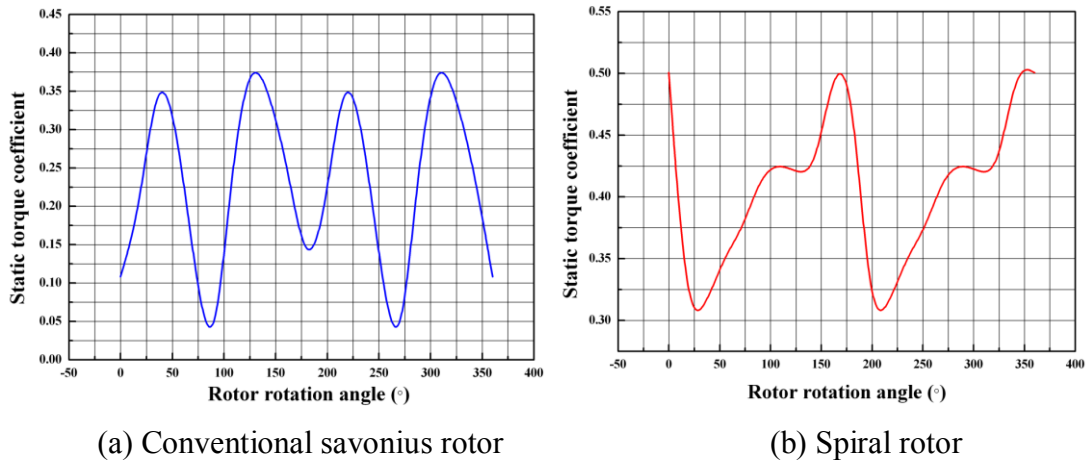 0.45
0.40
0.35
0.30
0.25
0.20
0.15
0.10
0.05
0.00
-50 0 50 100 150 200 250 300 350 400
Static torque coefficient
Rotor rotation angle (°)
(a) Conventional savonius rotor
0.55
0.50
0.45
0.40
0.35
0.30
-50 0 50 100 150 200 250 300 350 400
Static torque coefficient
Rotor rotation angle (°)
(b) Spiral rotor